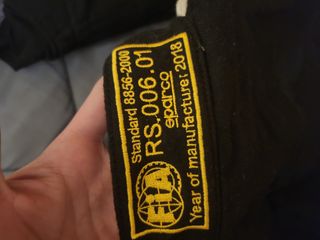 Standard 8856-2000
RS.006.01
sparco
Year of manufacture: 2018
FIA